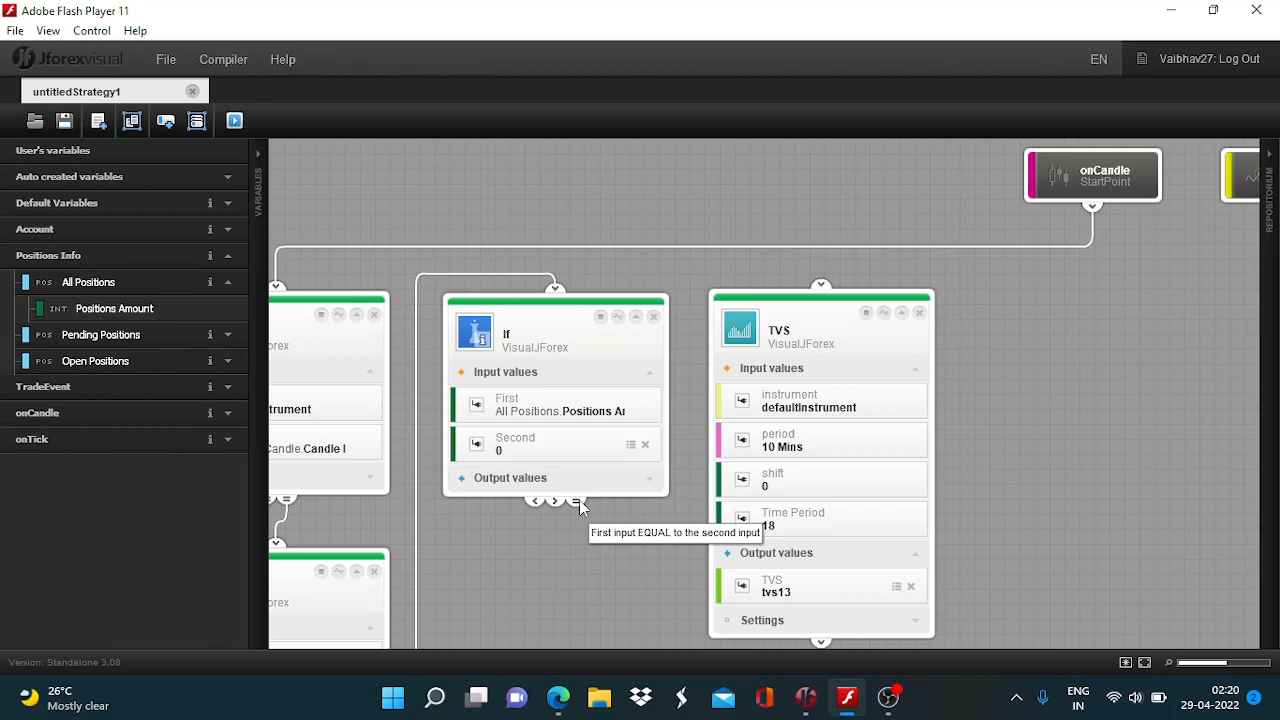 Adobe Flash Player 11
File View Control Help
Jforexvisual File Compiler Help EN Vaibhav27: Log Out
untitledStrategy1
User's variables
Auto created variables
Default Variables
Account
Positions Info
POS All Positions
INT Positions Amount
POS Pending Positions
POS Open Positions
TradeEvent
onCandle
onTick
VARIABLES
orex
trument
Candle.Candle I
orex
If
VisualJForex
Input values
First
All Positions.Positions Ar
Second
0
Output values
First input EQUAL to the second input
TVS
VisualJForex
Input values
instrument
defaultInstrument
period
10 Mins
shift
0
Time Period
18
Output values
TVS
tvs13
Settings
onCandle
StartPoint
REPOSITORIUM
Version: Standalone 3.08
26°C
Mostly clear
ENG
IN
02:20
29-04-2022
2